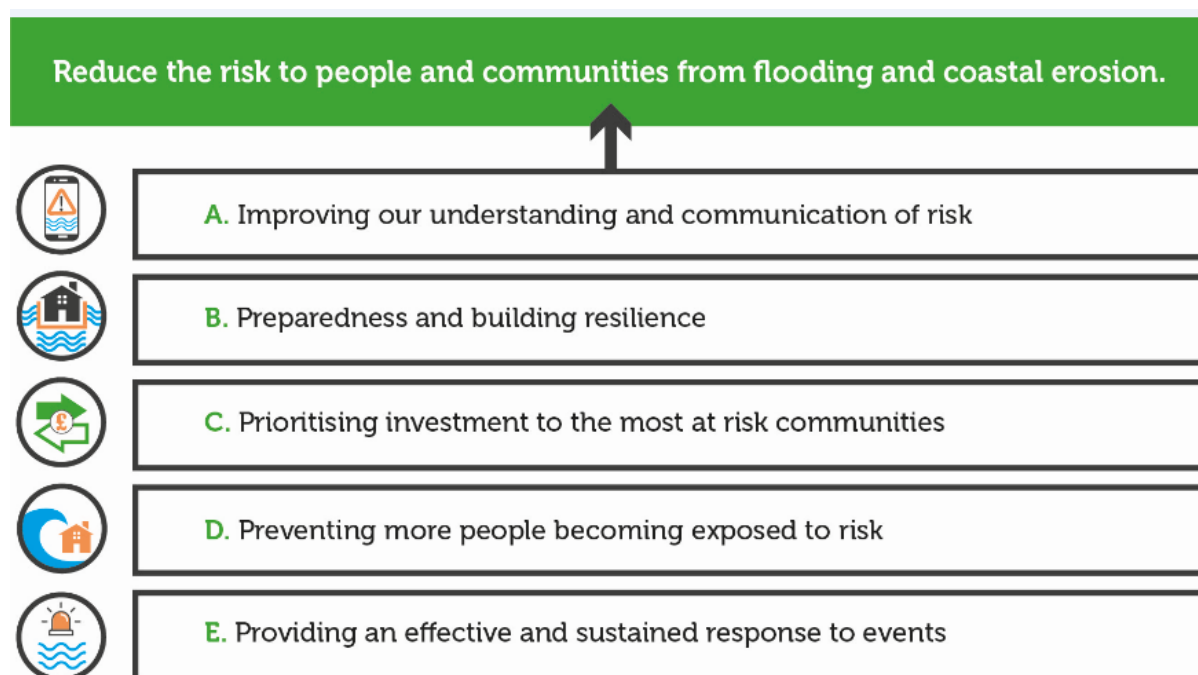 Reduce the risk to people and communities from flooding and coastal erosion.
A. Improving our understanding and communication of risk
B. Preparedness and building resilience
£
C. Prioritising investment to the most at risk communities
D. Preventing more people becoming exposed to risk
E. Providing an effective and sustained response to events